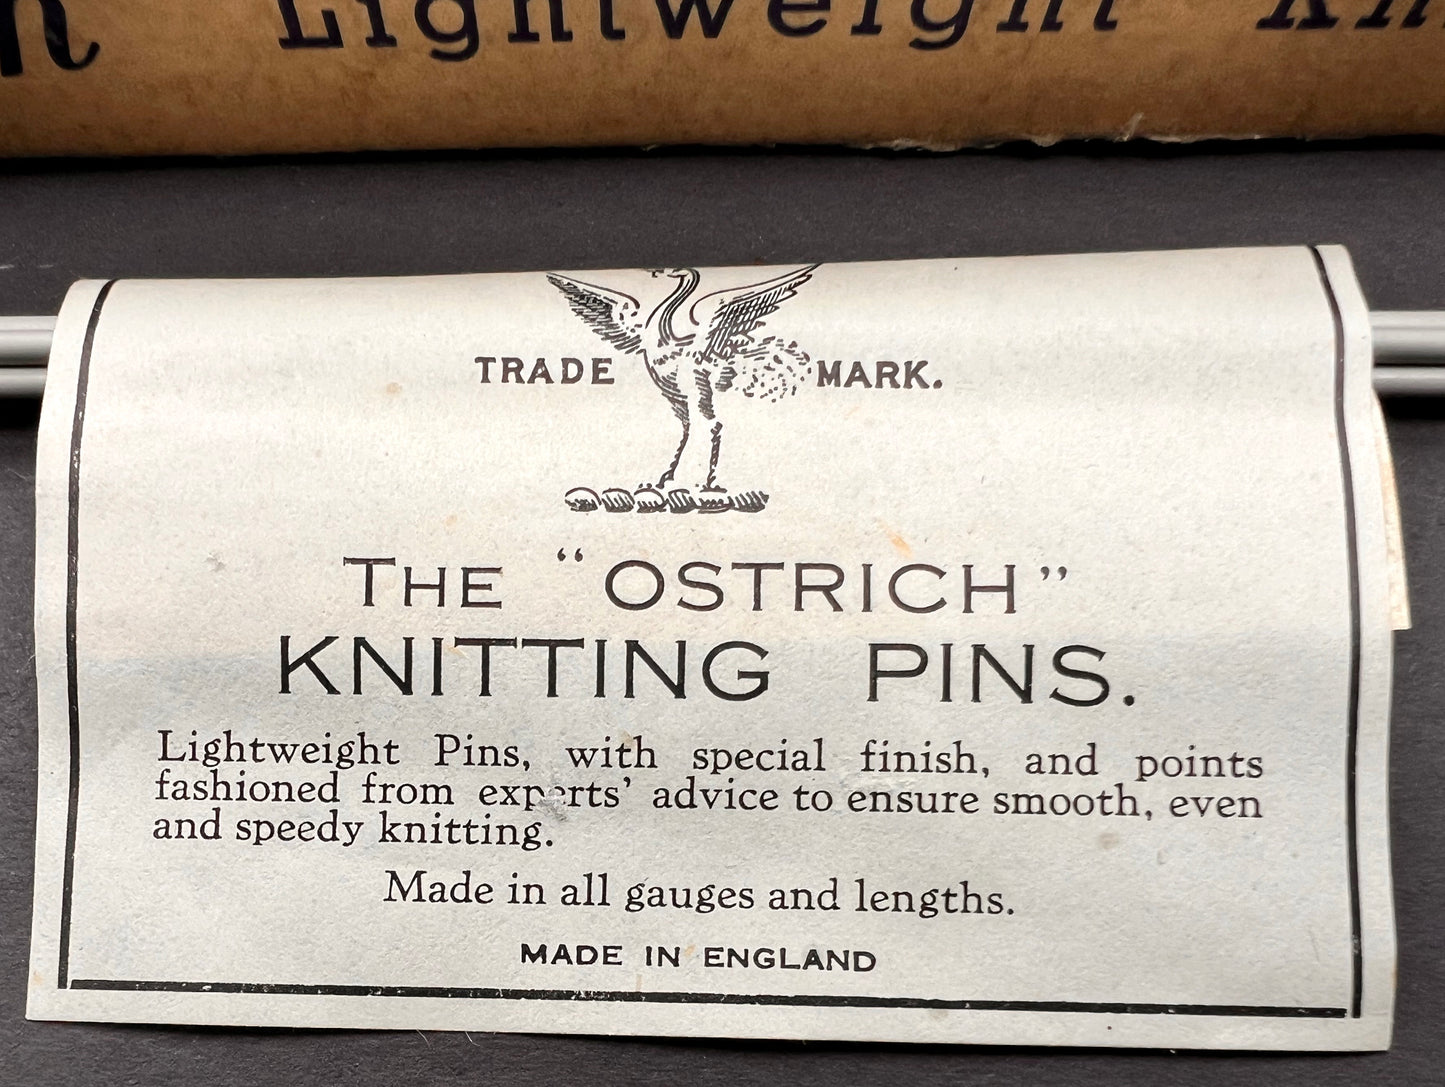 Lightweight
TRADE MARK.
THE “OSTRICH”
KNITTING PINS.
Lightweight Pins, with special finish, and points
fashioned from experts’ advice to ensure smooth, even
and speedy knitting.
Made in all gauges and lengths.
MADE IN ENGLAND